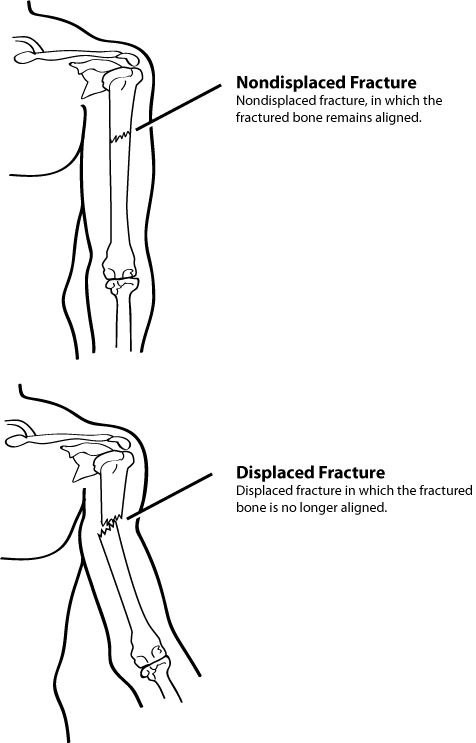 Nondisplaced Fracture
Nondisplaced fracture, in which the
fractured bone remains aligned.
Displaced Fracture
Displaced fracture in which the fractured
bone is no longer aligned.